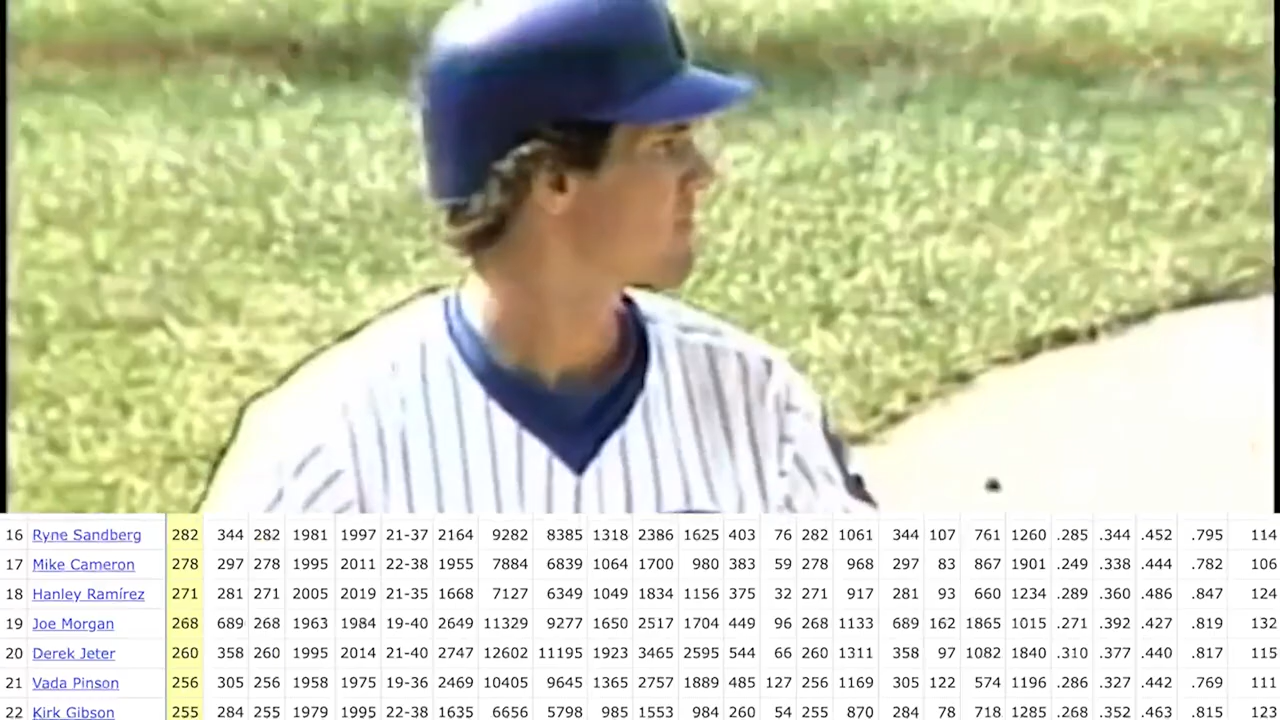 16 Ryne Sandberg 282 344 282 1981 1997 21-37 2164 9282 8385 1318 2386 1625 403 76 282 1061 344 107 761 1260 .285 .344 .452 .795 114
17 Mike Cameron 278 297 278 1995 2011 22-38 1955 7884 6839 1064 1700 980 383 59 278 968 297 83 867 1901 .249 .338 .444 .782 106
18 Hanley Ramírez 271 281 271 2005 2019 21-35 1668 7127 6349 1049 1834 1156 375 32 271 917 281 93 660 1234 .289 .360 .486 .847 124
19 Joe Morgan 268 689 268 1963 1984 19-40 2649 11329 9277 1650 2517 1704 449 96 268 1133 689 162 1865 1015 .271 .392 .427 .819 132
20 Derek Jeter 260 358 260 1995 2014 21-40 2747 12602 11195 1923 3465 2595 544 66 260 1311 358 97 1082 1840 .310 .377 .440 .817 115
21 Vada Pinson 256 305 256 1958 1975 19-36 2469 10405 9645 1365 2757 1889 485 127 256 1169 305 122 574 1196 .286 .327 .442 .769 111
22 Kirk Gibson 255 284 255 1979 1995 22-38 1635 6656 5798 985 1553 984 260 54 255 870 284 78 718 1285 .268 .352 .463 .815 123